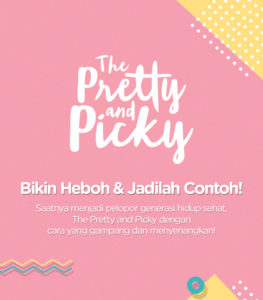 The
Pretty
and
Picky
Bikin Heboh & Jadilah Contoh!
Saatnya menjadi pelopor generasi hidup sehat,
The Pretty and Picky dengan
cara yang gampang dan menyenangkan!